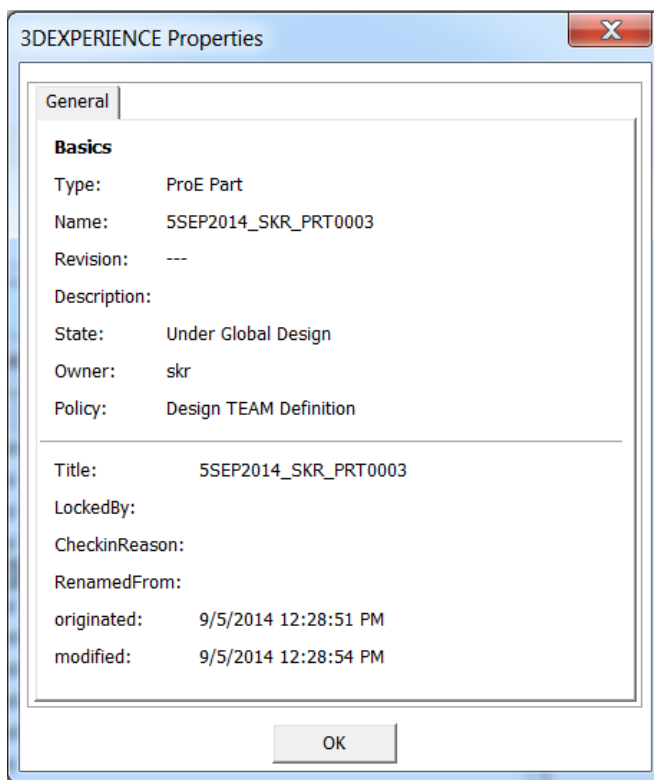 3DEXPERIENCE Properties
X
General
Basics
Type: ProE Part
Name: 5SEP2014_SKR_PRT0003
Revision: ---
Description:
State: Under Global Design
Owner: skr
Policy: Design TEAM Definition
Title: 5SEP2014_SKR_PRT0003
LockedBy:
CheckinReason:
RenamedFrom:
originated: 9/5/2014 12:28:51 PM
modified: 9/5/2014 12:28:54 PM
OK